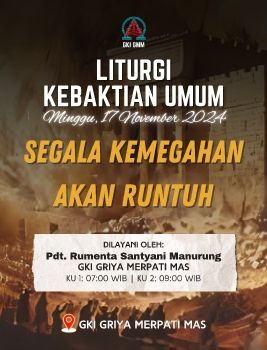 GKI GMM
LITURGI
KEBAKTIAN UMUM
Minggu, 17 November 2024
SEGALA KEMEGAHAN
AKAN RUNTUH
DILAYANI OLEH:
Pdt. Rumenta Santyani Manurung
GKI GRIYA MERPATI MAS
KU 1: 07:00 WIB | KU 2: 09:00 WIB
GKI GRIYA MERPATI MAS